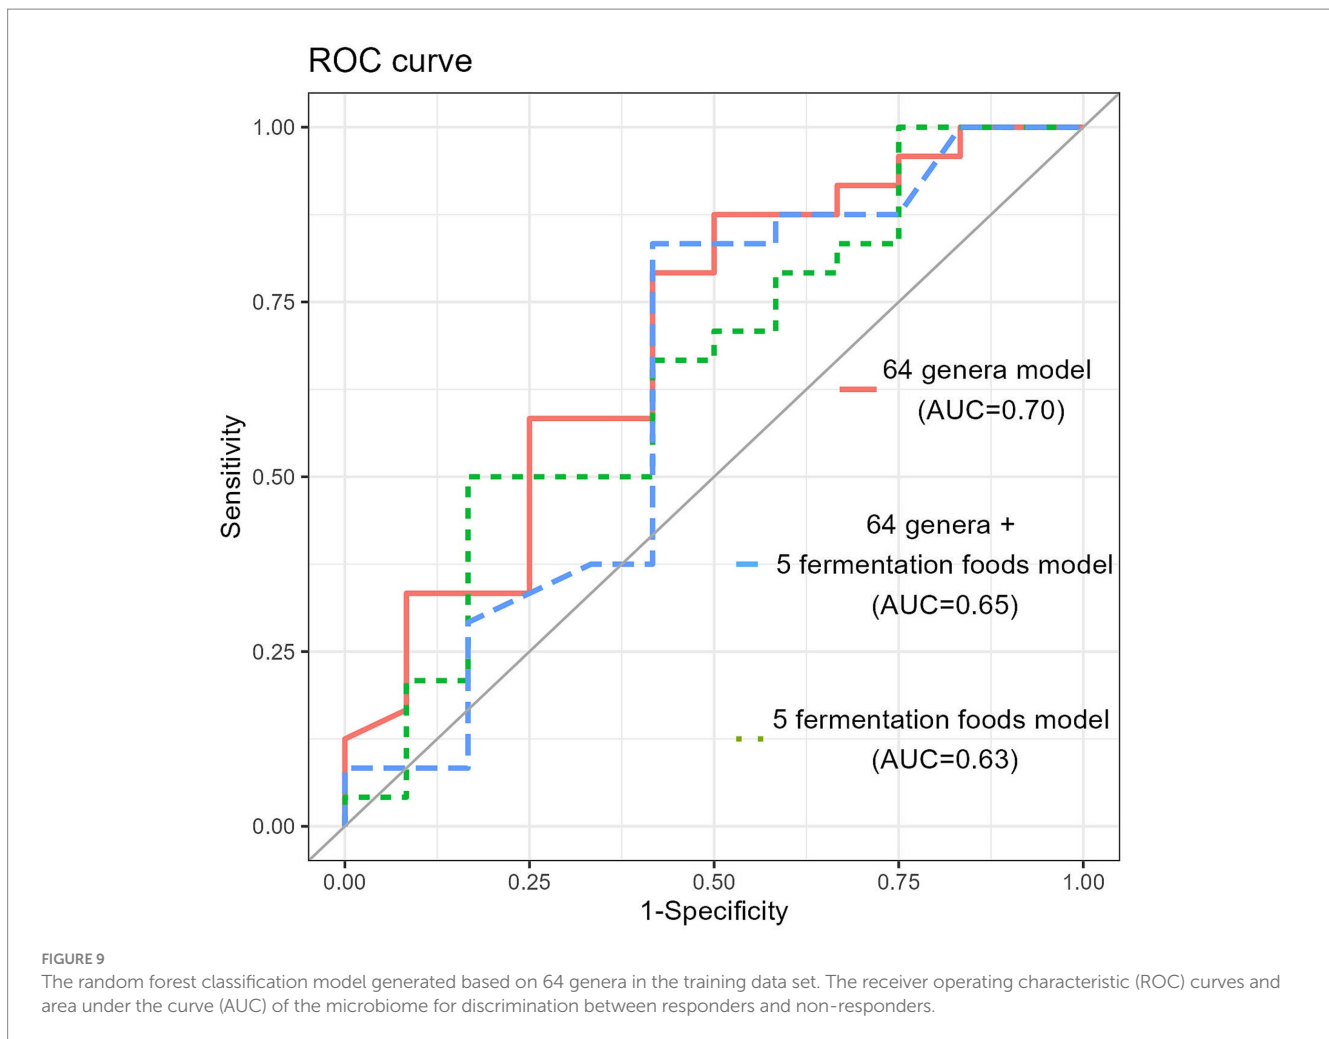 ROC curve
1.00
0.75
0.50
0.25
0.00
Sensitivity
64 genera model
(AUC=0.70)
64 genera +
5 fermentation foods model
(AUC=0.65)
5 fermentation foods model
(AUC=0.63)
0.00 0.25 0.50 0.75 1.00
1-Specificity
FIGURE 9
The random forest classification model generated based on 64 genera in the training data set. The receiver operating characteristic (ROC) curves and
area under the curve (AUC) of the microbiome for discrimination between responders and non-responders.